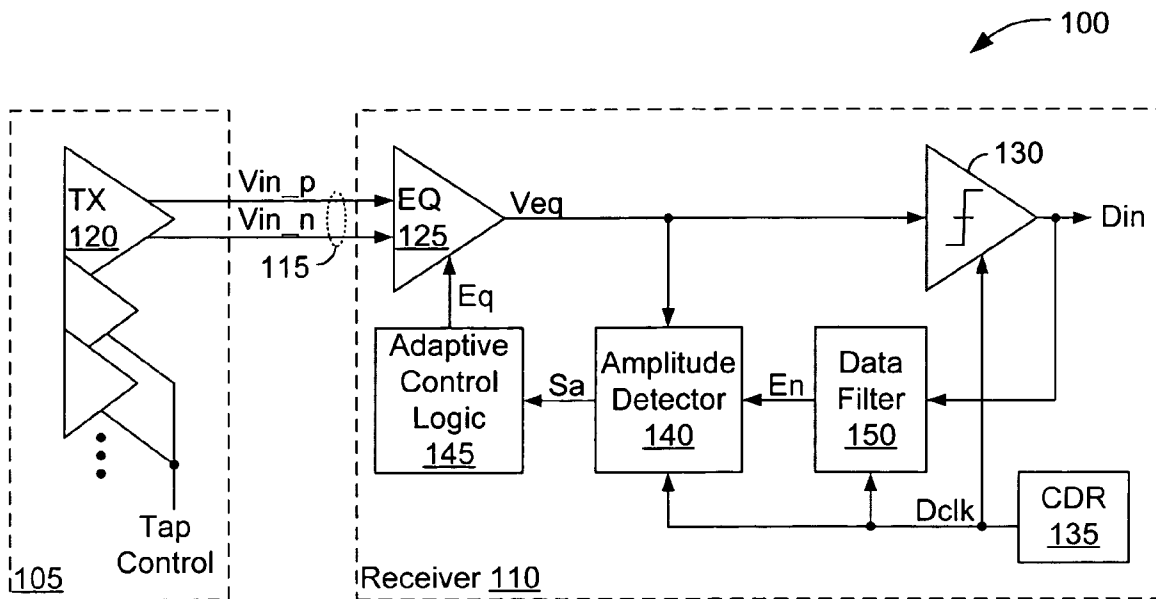 100
TX
120
Vin_p
Vin_n
115
EQ
125
Veq
130
Din
Eq
Adaptive
Control
Logic
145
Sa
Amplitude
Detector
140
En
Data
Filter
150
Dclk
CDR
135
Tap
Control
105
Receiver 110